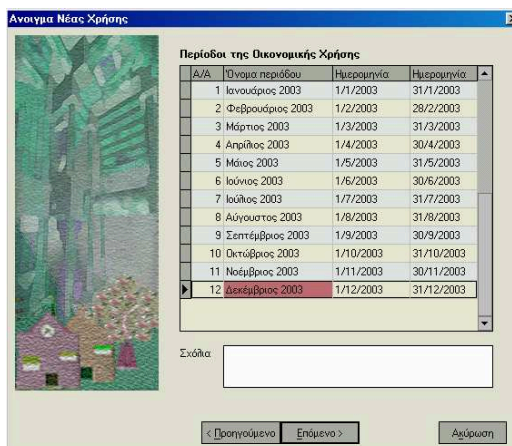 Ανοιγμα Νέας Χρήσης
Περίοδοι της Οικονομικής Χρήσης
Α/Α Όνομα περιόδου Ημερομηνία Ημερομηνία
1 Ιανουάριος 2003 1/1/2003 31/1/2003
2 Φεβρουάριος 2003 1/2/2003 28/2/2003
3 Μάρτιος 2003 1/3/2003 31/3/2003
4 Απρίλιος 2003 1/4/2003 30/4/2003
5 Μάιος 2003 1/5/2003 31/5/2003
6 Ιούνιος 2003 1/6/2003 30/6/2003
7 Ιούλιος 2003 1/7/2003 31/7/2003
8 Αύγουστος 2003 1/8/2003 31/8/2003
9 Σεπτέμβριος 2003 1/9/2003 30/9/2003
10 Οκτώβριος 2003 1/10/2003 31/10/2003
11 Νοέμβριος 2003 1/11/2003 30/11/2003
12 Δεκέμβριος 2003 1/12/2003 31/12/2003
Σχόλια
< Προηγούμενο Επόμενο > Ακύρωση